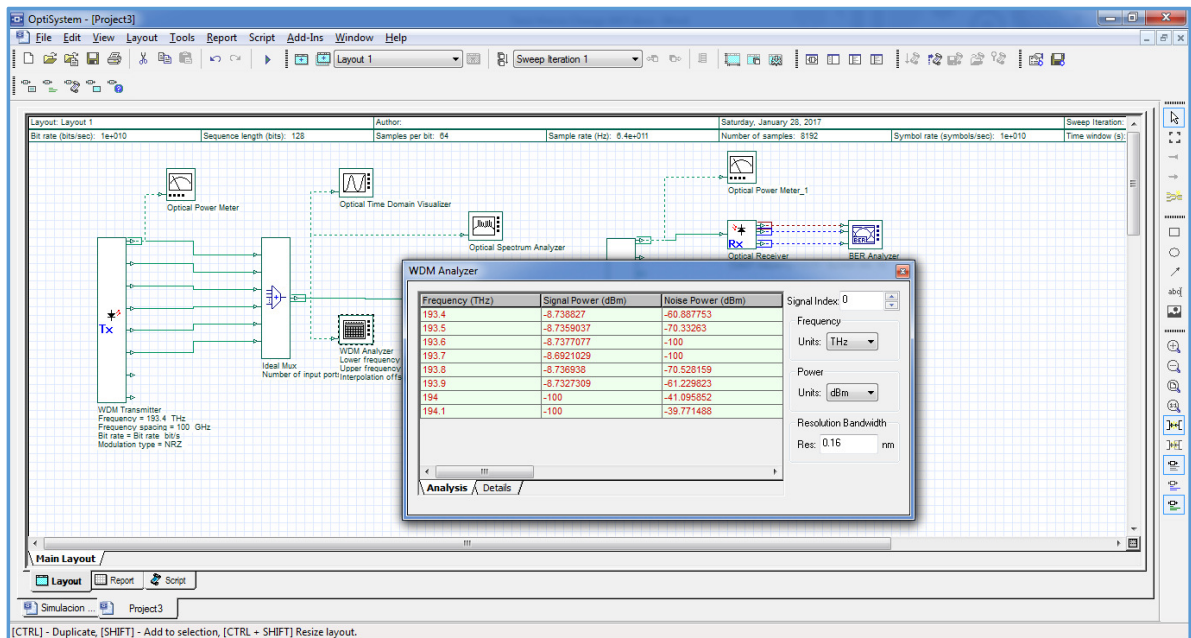 OptiSystem - [Project3]
File Edit View Layout Tools Report Script Add-Ins Window Help
Layout 1
Sweep Iteration 1
Layout: Layout 1
Author:
Saturday, January 28, 2017
Sweep Iteration:
Bit rate (bits/sec): 1e+010
Sequence length (bits): 128
Samples per bit: 64
Sample rate (Hz): 6.4e+011
Number of samples: 8192
Symbol rate (symbols/sec): 1e+010
Time window (s):
Optical Power Meter
Optical Time Domain Visualizer
Optical Power Meter_1
Optical Spectrum Analyzer
Rx
Optical Receiver
BER
BER Analyzer
Tx
WDM Transmitter
Frequency = 193.4 THz
Frequency spacing = 100 GHz
Bit rate = Bit rate bit/s
Modulation type = NRZ
Ideal Mux
Number of input port
WDM Analyzer
Lower frequency
Upper frequency
Interpolation offs
WDM Analyzer
Frequency (THz) Signal Power (dBm) Noise Power (dBm)
193.4 -8.738827 -60.887753
193.5 -8.7359037 -70.33263
193.6 -8.7377077 -100
193.7 -8.6921029 -100
193.8 -8.736938 -70.528159
193.9 -8.7327309 -61.229823
194 -100 -41.095852
194.1 -100 -39.771488
Analysis Details
Signal Index: 0
Frequency
Units: THz
Power
Units: dBm
Resolution Bandwidth
Res: 0.16 nm
abc
Main Layout
Layout Report Script
Simulacion ... Project3
[CTRL] - Duplicate, [SHIFT] - Add to selection, [CTRL + SHIFT] Resize layout.